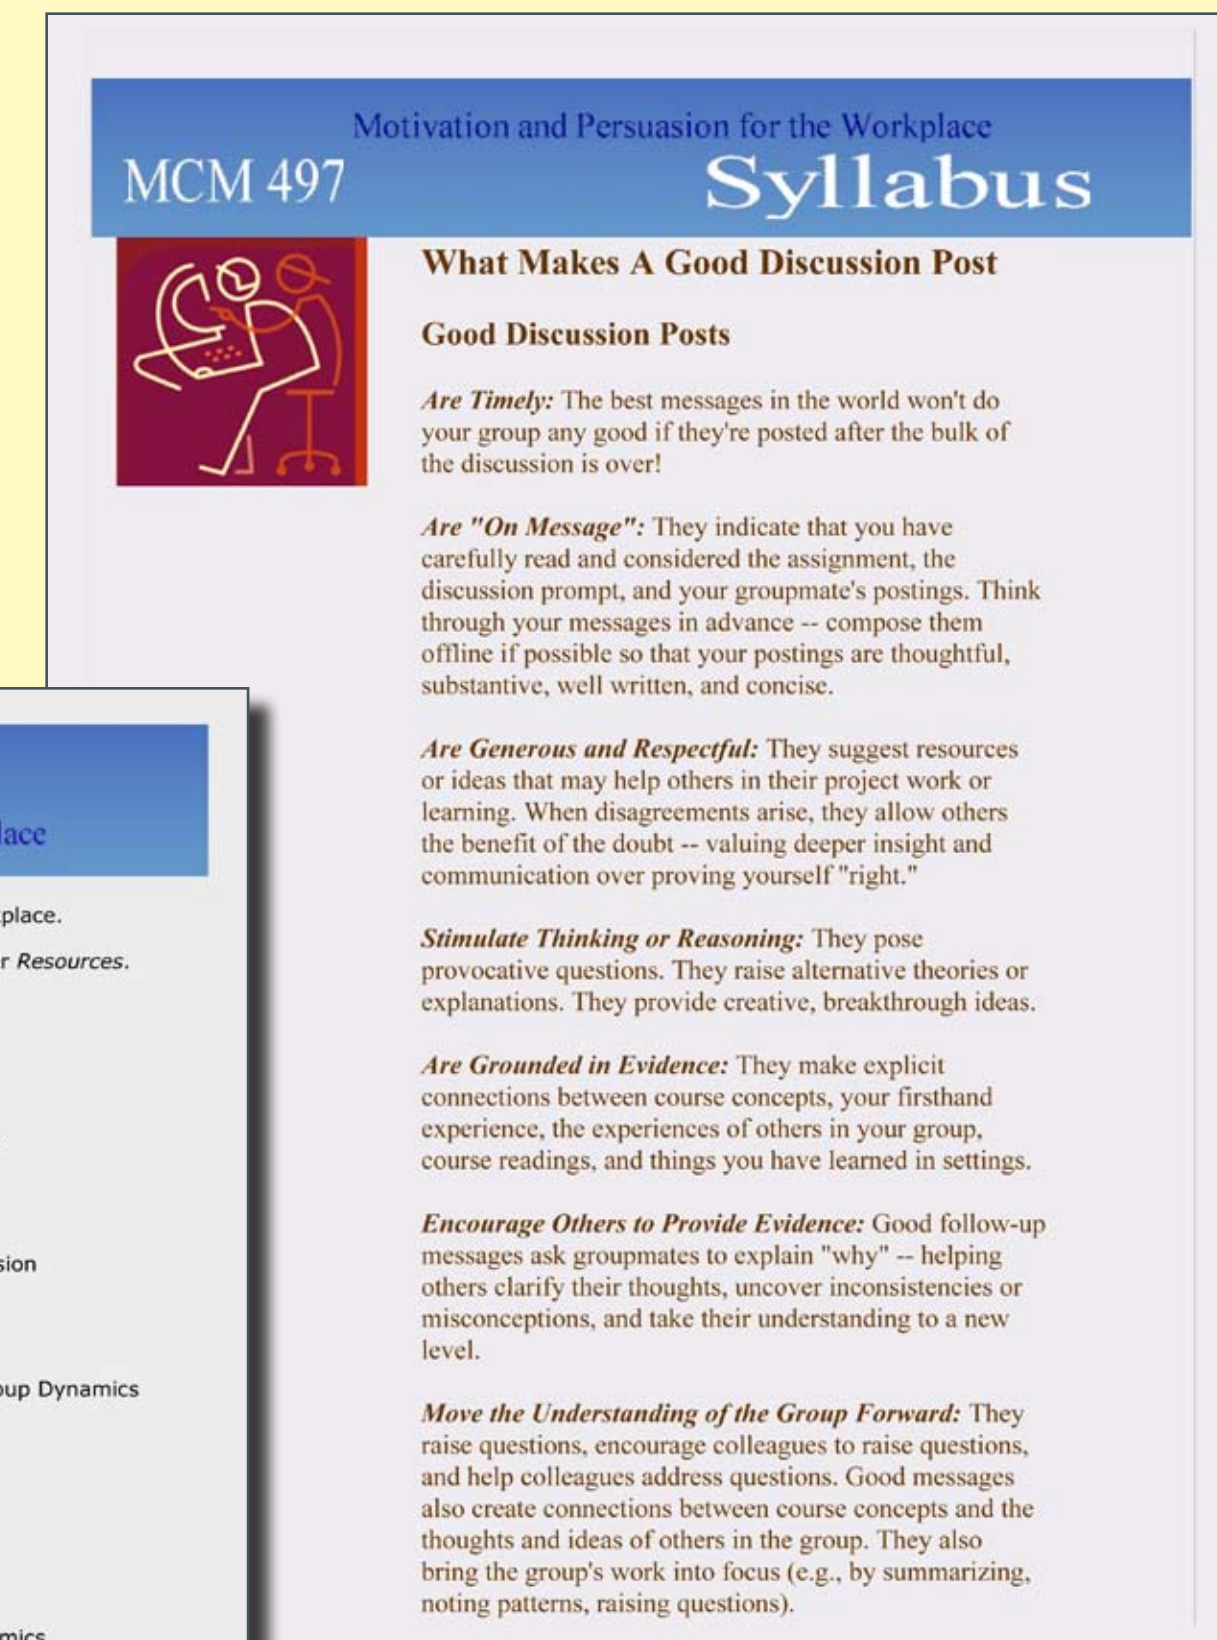 Motivation and Persuasion for the Workplace
MCM 497
Syllabus
What Makes A Good Discussion Post
Good Discussion Posts
Are Timely: The best messages in the world won't do
your group any good if they're posted after the bulk of
the discussion is over!
Are "On Message": They indicate that you have
carefully read and considered the assignment, the
discussion prompt, and your groupmate's postings. Think
through your messages in advance -- compose them
offline if possible so that your postings are thoughtful,
substantive, well written, and concise.
Are Generous and Respectful: They suggest resources
or ideas that may help others in their project work or
learning. When disagreements arise, they allow others
the benefit of the doubt -- valuing deeper insight and
communication over proving yourself "right."
Stimulate Thinking or Reasoning: They pose
provocative questions. They raise alternative theories or
explanations. They provide creative, breakthrough ideas.
Are Grounded in Evidence: They make explicit
connections between course concepts, your firsthand
experience, the experiences of others in your group,
course readings, and things you have learned in settings.
Encourage Others to Provide Evidence: Good follow-up
messages ask groupmates to explain "why" -- helping
others clarify their thoughts, uncover inconsistencies or
misconceptions, and take their understanding to a new
level.
Move the Understanding of the Group Forward: They
raise questions, encourage colleagues to raise questions,
and help colleagues address questions. Good messages
also create connections between course concepts and the
thoughts and ideas of others in the group. They also
bring the group's work into focus (e.g., by summarizing,
noting patterns, raising questions).
lace
place.
r Resources.
sion
oup Dynamics